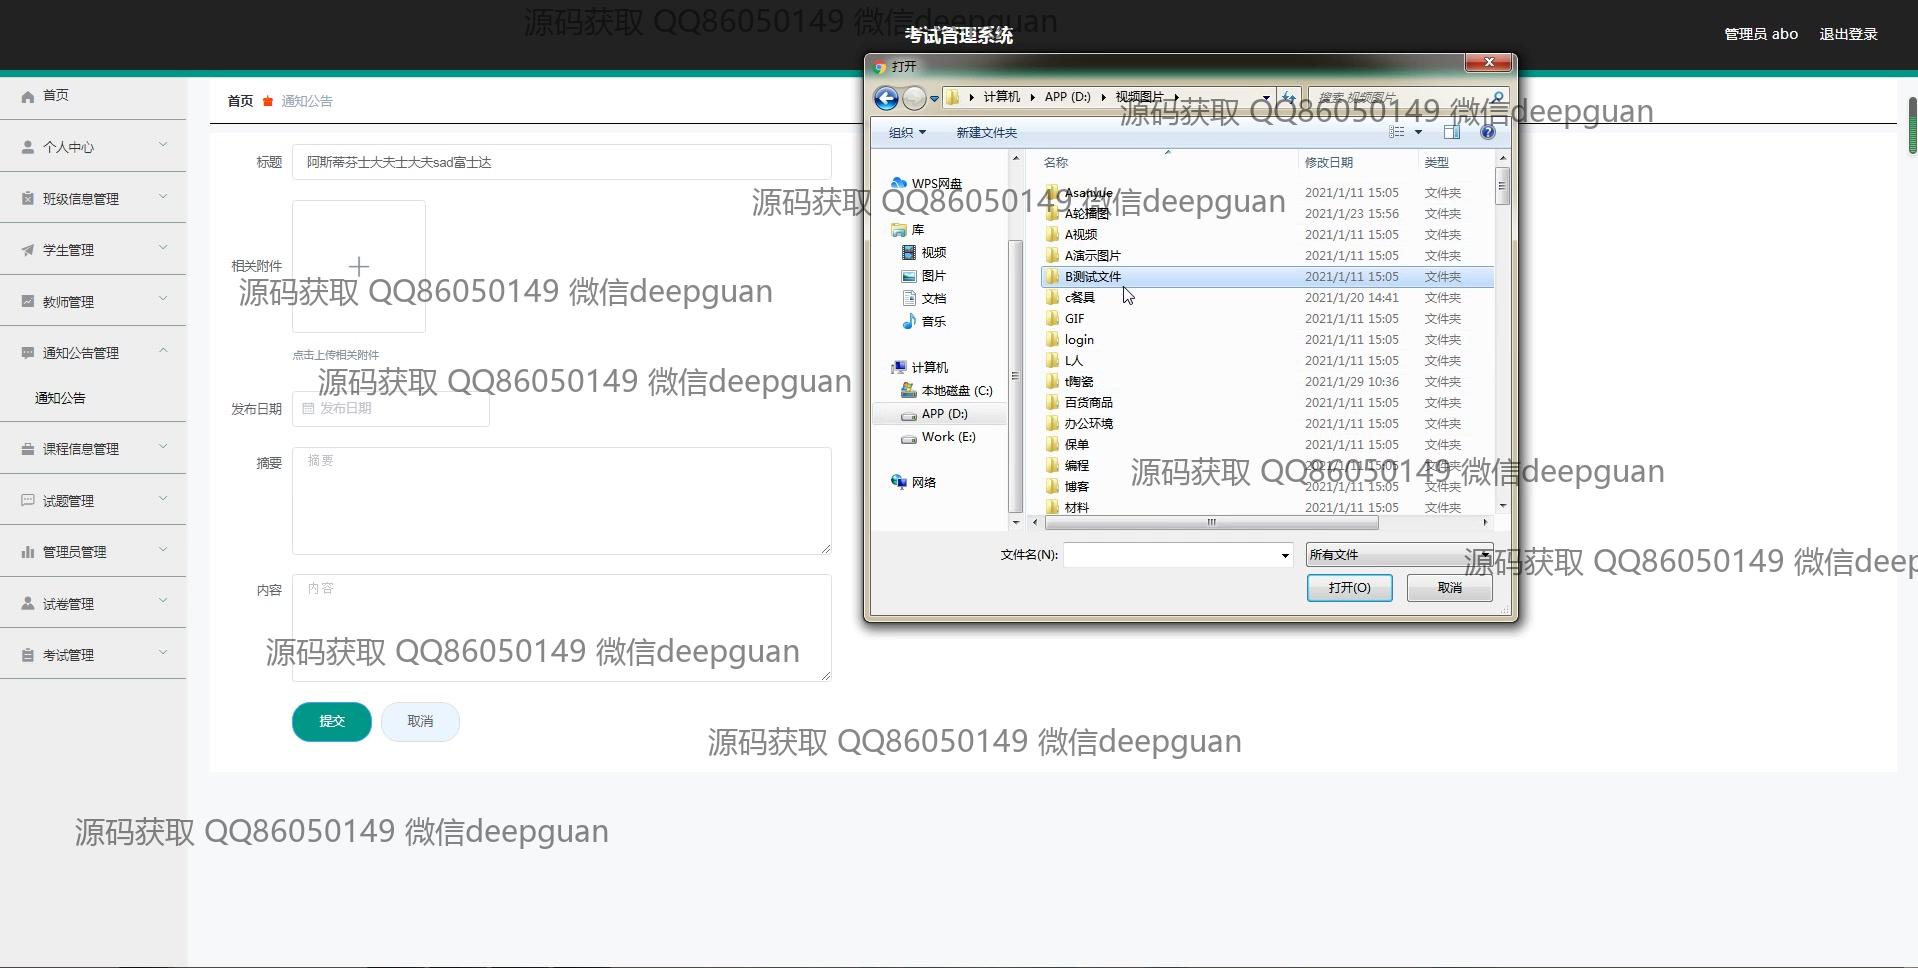 源码获取 QQ86050149 微信deepguan
考试管理系统
管理员 abo 退出登录
首页
个人中心
班级信息管理
学生管理
教师管理
通知公告管理
通知公告
课程信息管理
试题管理
管理员管理
试卷管理
考试管理
首页 通知公告
标题 阿斯蒂芬士大夫士大夫sad富士达
相关附件
源码获取 QQ86050149 微信deepguan
点击上传相关附件
源码获取 QQ86050149 微信deepguan
发布日期 发布日期
摘要 摘要
内容 内容
源码获取 QQ86050149 微信deepguan
提交 取消
源码获取 QQ86050149 微信deepguan
源码获取 QQ86050149 微信deepguan
打开
计算机 APP (D:) 视频图片
搜索 视频图片
源码获取 QQ86050149 微信deepguan
组织 新建文件夹
WPS网盘
库
视频
图片
文档
音乐
计算机
本地磁盘 (C:)
APP (D:)
Work (E:)
网络
名称 修改日期 类型
Asanyue 2021/1/11 15:05 文件夹
源码获取 QQ86050149 微信deepguan
A轮播图 2021/1/23 15:56 文件夹
A视频 2021/1/11 15:05 文件夹
A演示图片 2021/1/11 15:05 文件夹
B测试文件 2021/1/11 15:05 文件夹
c餐具 2021/1/20 14:41 文件夹
GIF 2021/1/11 15:05 文件夹
login 2021/1/11 15:05 文件夹
L人 2021/1/11 15:05 文件夹
t陶瓷 2021/1/29 10:36 文件夹
百货商品 2021/1/11 15:05 文件夹
办公环境 2021/1/11 15:05 文件夹
保单 2021/1/11 15:05 文件夹
编程 2021/1/11 15:05 文件夹
源码获取 QQ86050149 微信deepguan
博客 2021/1/11 15:05 文件夹
材料 2021/1/11 15:05 文件夹
文件名(N): 所有文件
源码获取 QQ86050149 微信deep
打开(O) 取消